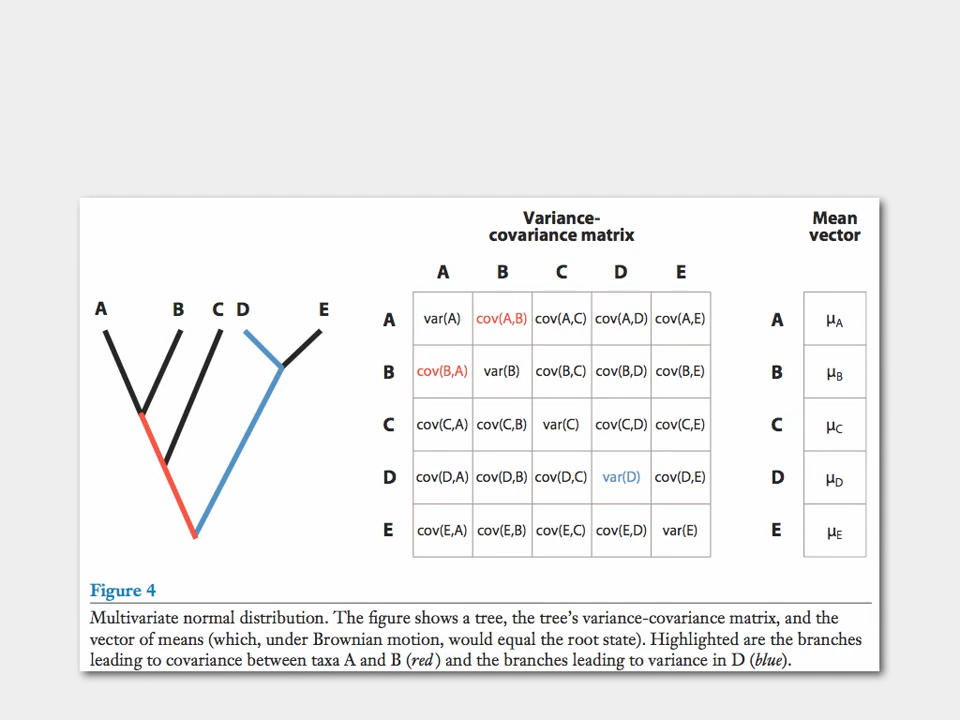 Variance-
covariance matrix
Mean
vector
A B C D E
A B C D E
A var(A) cov(A,B) cov(A,C) cov(A,D) cov(A,E) A μA
B cov(B,A) var(B) cov(B,C) cov(B,D) cov(B,E) B μB
C cov(C,A) cov(C,B) var(C) cov(C,D) cov(C,E) C μC
D cov(D,A) cov(D,B) cov(D,C) var(D) cov(D,E) D μD
E cov(E,A) cov(E,B) cov(E,C) cov(E,D) var(E) E μE
Figure 4
Multivariate normal distribution. The figure shows a tree, the tree's variance-covariance matrix, and the
vector of means (which, under Brownian motion, would equal the root state). Highlighted are the branches
leading to covariance between taxa A and B (red) and the branches leading to variance in D (blue).